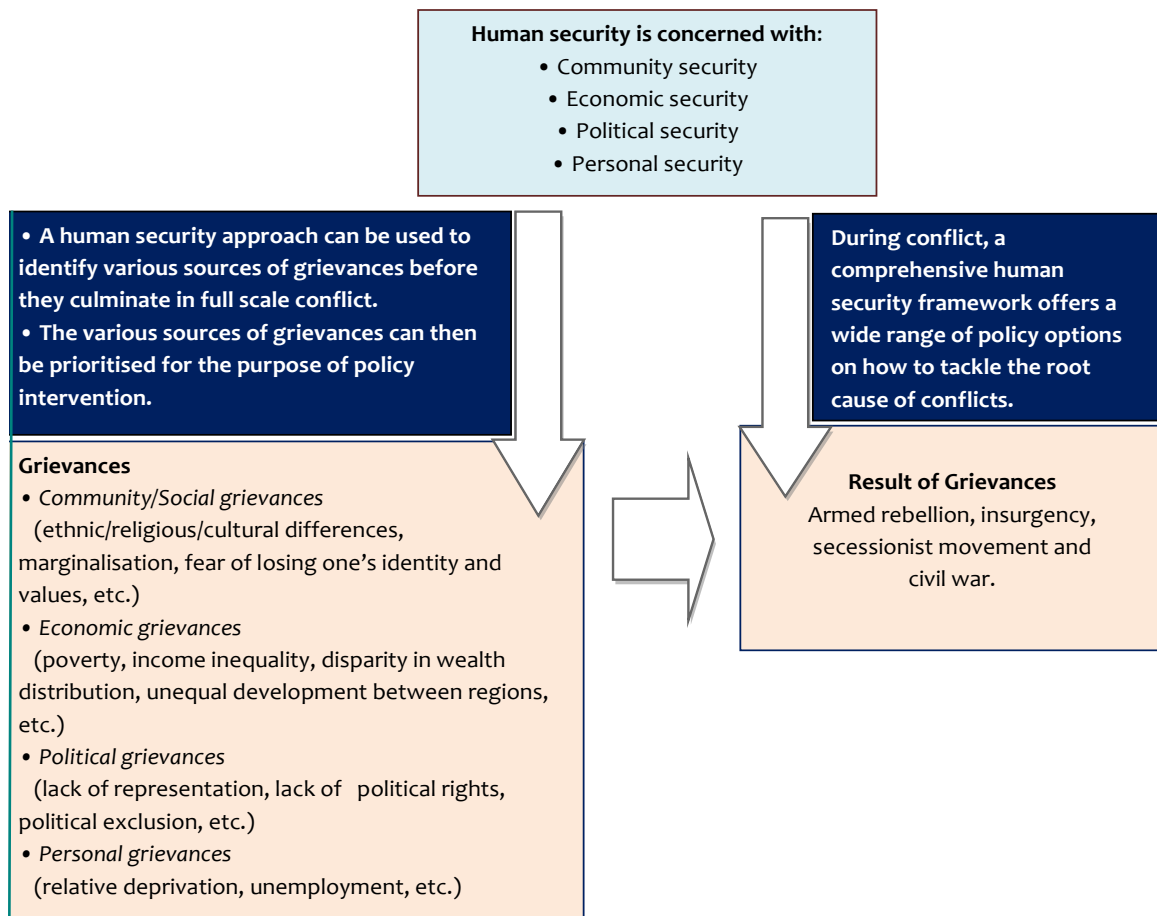 Human security is concerned with:
• Community security
• Economic security
• Political security
• Personal security
• A human security approach can be used to
identify various sources of grievances before
they culminate in full scale conflict.
• The various sources of grievances can then
be prioritised for the purpose of policy
intervention.
During conflict, a
comprehensive human
security framework offers a
wide range of policy options
on how to tackle the root
cause of conflicts.
Grievances
• Community/Social grievances
(ethnic/religious/cultural differences,
marginalisation, fear of losing one’s identity and
values, etc.)
• Economic grievances
(poverty, income inequality, disparity in wealth
distribution, unequal development between regions,
etc.)
• Political grievances
(lack of representation, lack of political rights,
political exclusion, etc.)
• Personal grievances
(relative deprivation, unemployment, etc.)
Result of Grievances
Armed rebellion, insurgency,
secessionist movement and
civil war.